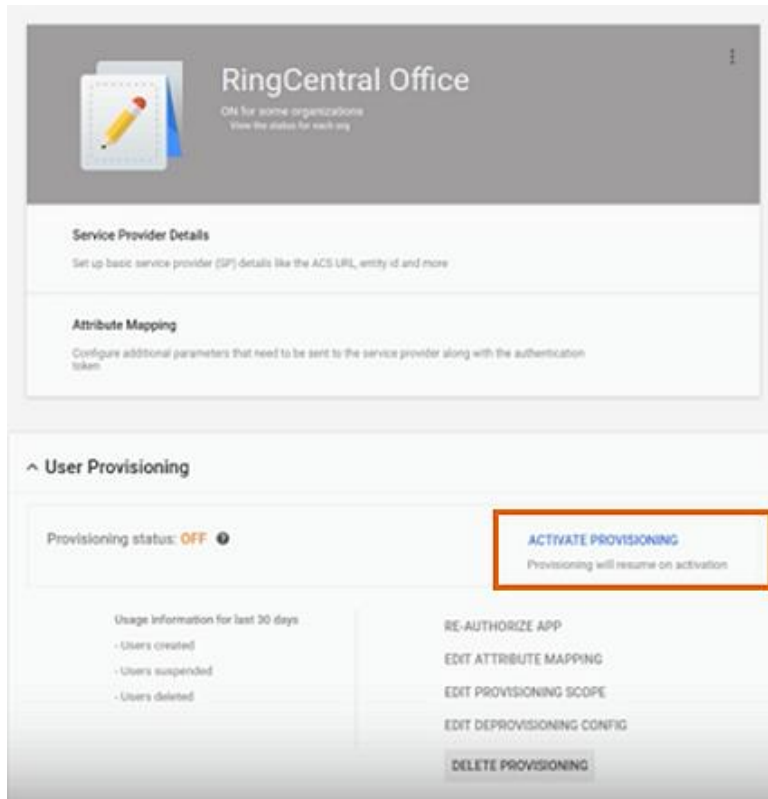 RingCentral Office
ON for some organizations
View the status for each org
Service Provider Details
Set up basic service provider (SP) details like the ACS URL, entity id and more
Attribute Mapping
Configure additional parameters that need to be sent to the service provider along with the authentication
token
User Provisioning
Provisioning status: OFF ?
ACTIVATE PROVISIONING
Provisioning will resume on activation
Usage information for last 30 days
- Users created
- Users suspended
- Users deleted
RE-AUTHORIZE APP
EDIT ATTRIBUTE MAPPING
EDIT PROVISIONING SCOPE
EDIT DEPROVISIONING CONFIG
DELETE PROVISIONING